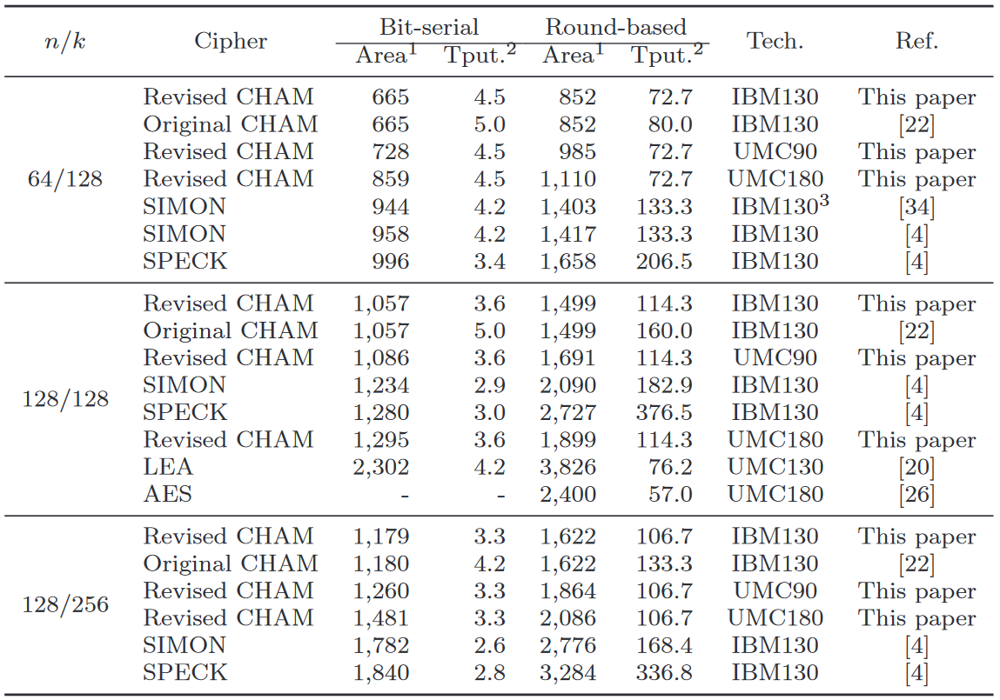 n/k Cipher Bit-serial Round-based Tech. Ref.
Area¹ Tput.² Area¹ Tput.²
Revised CHAM 665 4.5 852 72.7 IBM130 This paper
Original CHAM 665 5.0 852 80.0 IBM130 [22]
Revised CHAM 728 4.5 985 72.7 UMC90 This paper
64/128 Revised CHAM 859 4.5 1,110 72.7 UMC180 This paper
SIMON 944 4.2 1,403 133.3 IBM130³ [34]
SIMON 958 4.2 1,417 133.3 IBM130 [4]
SPECK 996 3.4 1,658 206.5 IBM130 [4]
Revised CHAM 1,057 3.6 1,499 114.3 IBM130 This paper
Original CHAM 1,057 5.0 1,499 160.0 IBM130 [22]
Revised CHAM 1,086 3.6 1,691 114.3 UMC90 This paper
SIMON 1,234 2.9 2,090 182.9 IBM130 [4]
128/128 SPECK 1,280 3.0 2,727 376.5 IBM130 [4]
Revised CHAM 1,295 3.6 1,899 114.3 UMC180 This paper
LEA 2,302 4.2 3,826 76.2 UMC130 [20]
AES - - 2,400 57.0 UMC180 [26]
Revised CHAM 1,179 3.3 1,622 106.7 IBM130 This paper
Original CHAM 1,180 4.2 1,622 133.3 IBM130 [22]
Revised CHAM 1,260 3.3 1,864 106.7 UMC90 This paper
128/256 Revised CHAM 1,481 3.3 2,086 106.7 UMC180 This paper
SIMON 1,782 2.6 2,776 168.4 IBM130 [4]
SPECK 1,840 2.8 3,284 336.8 IBM130 [4]